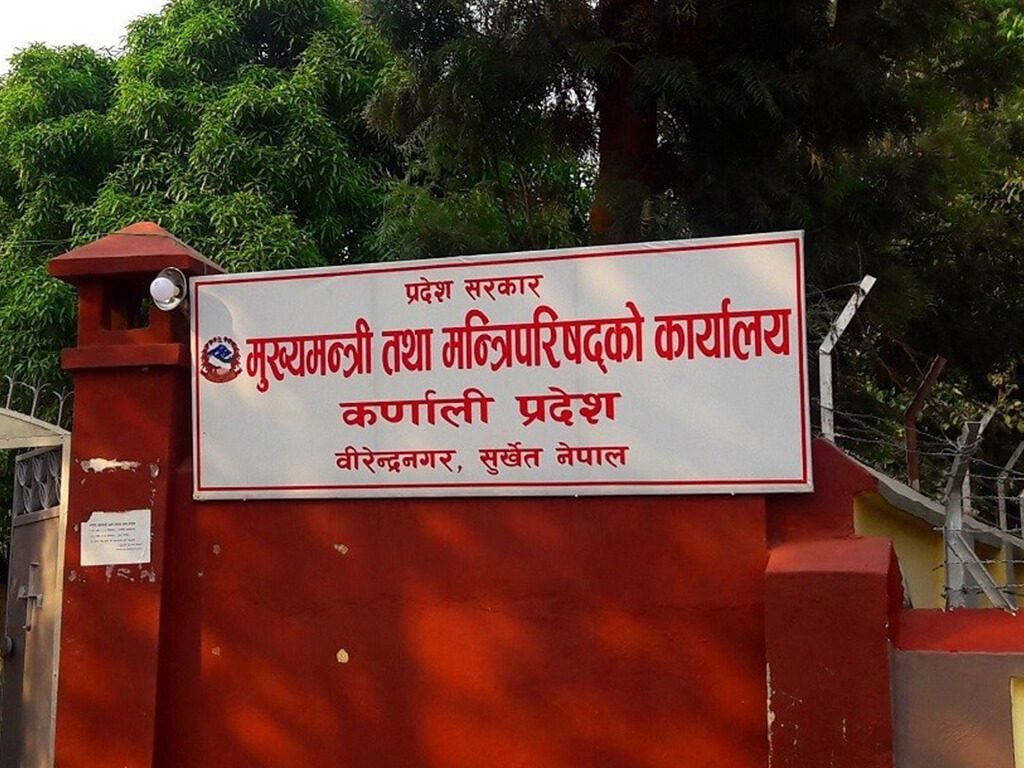 प्रदेश सरकार
मुख्यमन्त्री तथा मन्त्रिपरिषद्को कार्यालय
कर्णाली प्रदेश
वीरेन्द्रनगर, सुर्खेत नेपाल